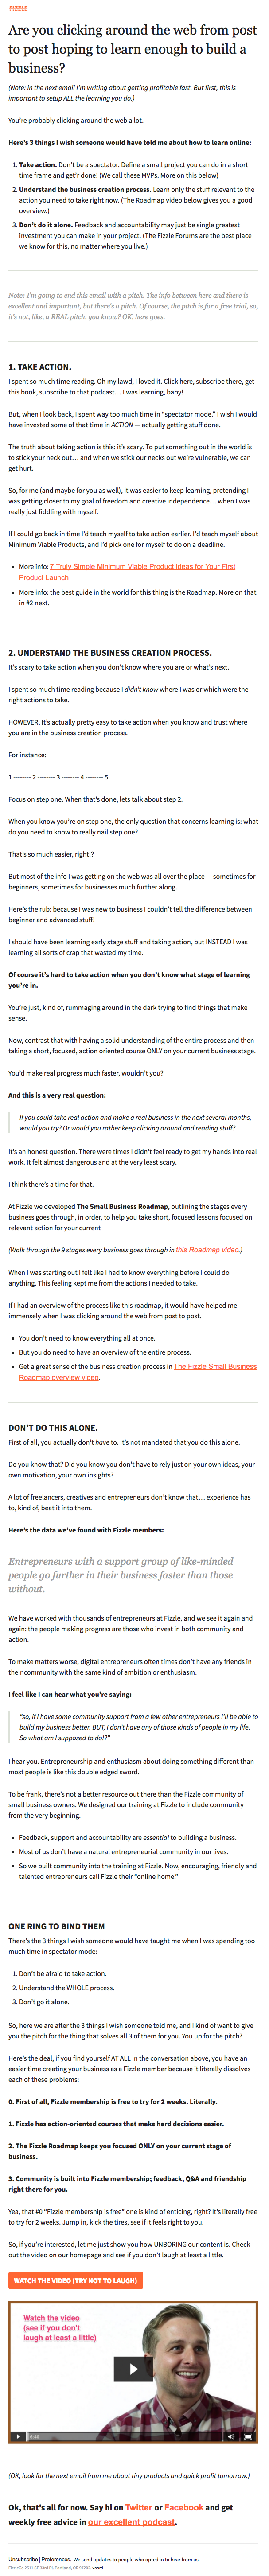 FIZZLE
Are you clicking around the web from post
to post hoping to learn enough to build a
business?
(Note: in the next email I'm writing about getting profitable fast. But first, this is
important to setup ALL the learning you do.)
You're probably clicking around the web a lot.
Here's 3 things I wish someone would have told me about how to learn online:
1. Take action. Don't be a spectator. Define a small project you can do in a short
time frame and get'r done! (We call these MVPs. More on this below)
2. Understand the business creation process. Learn only the stuff relevant to the
action you need to take right now. (The Roadmap video below gives you a good
overview.)
3. Don't do it alone. Feedback and accountability may just be single greatest
investment you can make in your project. (The Fizzle Forums are the best place
we know for this, no matter where you live.)
Note: I'm going to end this email with a pitch. The info between here and there is
excellent and important, but there's a pitch. Of course, the pitch is for a free trial, so,
it's not, like, a REAL pitch, you know? OK, here goes.
1. TAKE ACTION.
I spent so much time reading. Oh my lawd, I loved it. Click here, subscribe there, get
this book, subscribe to that podcast… I was learning, baby!
But, when I look back, I spent way too much time in "spectator mode." I wish I would
have invested some of that time in ACTION — actually getting stuff done.
The truth about taking action is this: it's scary. To put something out in the world is
to stick your neck out… and when we stick our necks out we're vulnerable, we can
get hurt.
So, for me (and maybe for you as well), it was easier to keep learning, pretending I
was getting closer to my goal of freedom and creative independence… when I was
really just fiddling with myself.
If I could go back in time I'd teach myself to take action earlier. I'd teach myself about
Minimum Viable Products, and I'd pick one for myself to do on a deadline.
• More info: 7 Truly Simple Minimum Viable Product Ideas for Your First
Product Launch
• More info: the best guide in the world for this thing is the Roadmap. More on that
in #2 next.
2. UNDERSTAND THE BUSINESS CREATION PROCESS.
It's scary to take action when you don't know where you are or what's next.
I spent so much time reading because I didn't know where I was or which were the
right actions to take.
HOWEVER, It's actually pretty easy to take action when you know and trust where
you are in the business creation process.
For instance:
1 -------- 2 -------- 3 -------- 4 -------- 5
Focus on step one. When that's done, lets talk about step 2.
When you know you're on step one, the only question that concerns learning is: what
do you need to know to really nail step one?
That's so much easier, right!?
But most of the info I was getting on the web was all over the place — sometimes for
beginners, sometimes for businesses much further along.
Here's the rub: because I was new to business I couldn't tell the difference between
beginner and advanced stuff!
I should have been learning early stage stuff and taking action, but INSTEAD I was
learning all sorts of crap that wasted my time.
Of course it's hard to take action when you don't know what stage of learning
you're in.
You're just, kind of, rummaging around in the dark trying to find things that make
sense.
Now, contrast that with having a solid understanding of the entire process and then
taking a short, focused, action oriented course ONLY on your current business stage.
You'd make real progress much faster, wouldn't you?
And this is a very real question:
If you could take real action and make a real business in the next several months,
would you try? Or would you rather keep clicking around and reading stuff?
It's an honest question. There were times I didn't feel ready to get my hands into real
work. It felt almost dangerous and at the very least scary.
I think there's a time for that.
At Fizzle we developed The Small Business Roadmap, outlining the stages every
business goes through, in order, to help you take short, focused lessons focused on
relevant action for your current
(Walk through the 9 stages every business goes through in this Roadmap video.)
When I was starting out I felt like I had to know everything before I could do
anything. This feeling kept me from the actions I needed to take.
If I had an overview of the process like this roadmap, it would have helped me
immensely when I was clicking around the web from post to post.
• You don't need to know everything all at once.
• But you do need to have an overview of the entire process.
• Get a great sense of the business creation process in The Fizzle Small Business
Roadmap overview video.
DON'T DO THIS ALONE.
First of all, you actually don't have to. It's not mandated that you do this alone.
Do you know that? Did you know you don't have to rely just on your own ideas, your
own motivation, your own insights?
A lot of freelancers, creatives and entrepreneurs don't know that… experience has
to, kind of, beat it into them.
Here's the data we've found with Fizzle members:
Entrepreneurs with a support group of like-minded
people go further in their business faster than those
without.
We have worked with thousands of entrepreneurs at Fizzle, and we see it again and
again: the people making progress are those who invest in both community and
action.
To make matters worse, digital entrepreneurs often times don't have any friends in
their community with the same kind of ambition or enthusiasm.
I feel like I can hear what you're saying:
"so, if I have some community support from a few other entrepreneurs I'll be able to
build my business better. BUT, I don't have any of those kinds of people in my life.
So what am I supposed to do!?"
I hear you. Entrepreneurship and enthusiasm about doing something different than
most people is like this double edged sword.
To be frank, there's not a better resource out there than the Fizzle community of
small business owners. We designed our training at Fizzle to include community
from the very beginning.
• Feedback, support and accountability are essential to building a business.
• Most of us don't have a natural entrepreneurial community in our lives.
• So we built community into the training at Fizzle. Now, encouraging, friendly and
talented entrepreneurs call Fizzle their "online home."
ONE RING TO BIND THEM
There's the 3 things I wish someone would have taught me when I was spending too
much time in spectator mode:
1. Don't be afraid to take action.
2. Understand the WHOLE process.
3. Don't go it alone.
So, here we are after the 3 things I wish someone told me, and I kind of want to give
you the pitch for the thing that solves all 3 of them for you. You up for the pitch?
Here's the deal, if you find yourself AT ALL in the conversation above, you have an
easier time creating your business as a Fizzle member because it literally dissolves
each of these problems:
0. First of all, Fizzle membership is free to try for 2 weeks. Literally.
1. Fizzle has action-oriented courses that make hard decisions easier.
2. The Fizzle Roadmap keeps you focused ONLY on your current stage of
business.
3. Community is built into Fizzle membership; feedback, Q&A and friendship
right there for you.
Yea, that #0 "Fizzle membership is free" one is kind of enticing, right? It's literally free
to try for 2 weeks. Jump in, kick the tires, see if it feels right to you.
So, if you're interested, let me just show you how UNBORING our content is. Check
out the video on our homepage and see if you don't laugh at least a little.
WATCH THE VIDEO (TRY NOT TO LAUGH)
Watch the video
(see if you don't
laugh at least a little)
(OK, look for the next email from me about tiny products and quick profit tomorrow.)
Ok, that's all for now. Say hi on Twitter or Facebook and get
weekly free advice in our excellent podcast.
Unsubscribe | Preferences. We send updates to people who opted in to hear from us.